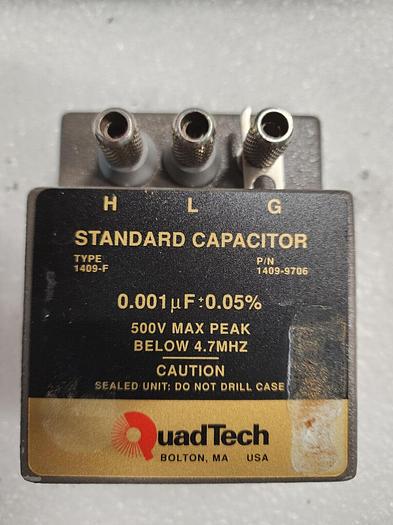 H L G
STANDARD CAPACITOR
TYPE P/N
1409-F 1409-9706
0.001µF±0.05%
500V MAX PEAK
BELOW 4.7MHZ
CAUTION
SEALED UNIT: DO NOT DRILL CASE
QuadTech
BOLTON, MA USA